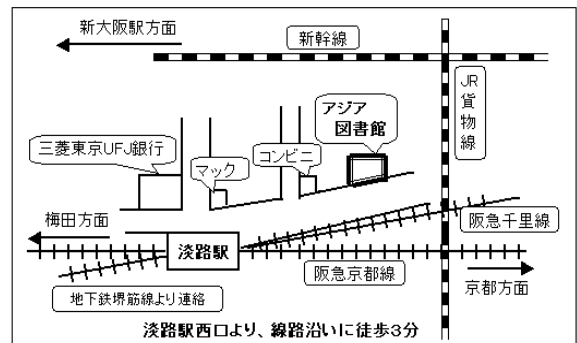 新大阪駅方面
新幹線
JR貨物線
アジア
図書館
コンビニ
三菱東京UFJ銀行
マック
梅田方面
淡路駅
阪急千里線
阪急京都線
京都方面
地下鉄堺筋線より連絡
淡路駅西口より、線路沿いに徒歩3分